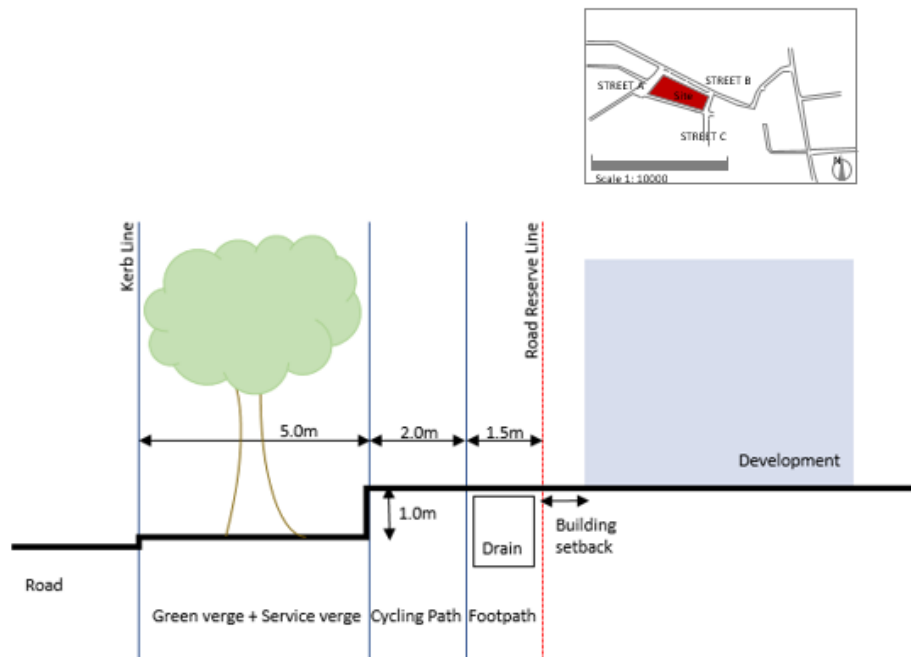 STREET A
STREET B
Site
STREET C
N
Scale 1: 10000
Kerb Line
Road Reserve Line
5.0m
2.0m
1.5m
Development
1.0m
Drain
Building
setback
Road
Green verge + Service verge
Cycling Path
Footpath